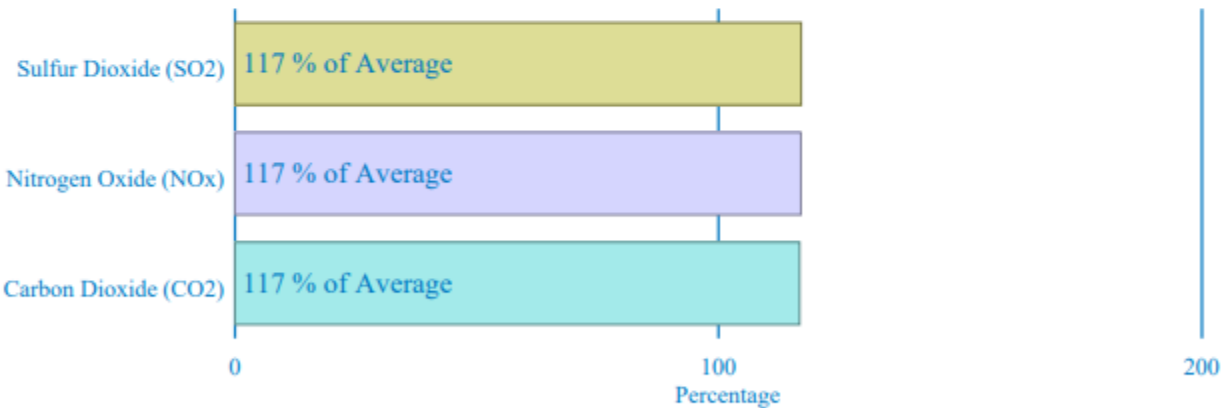 Sulfur Dioxide (SO2) 117 % of Average
Nitrogen Oxide (NOx) 117 % of Average
Carbon Dioxide (CO2) 117 % of Average
0 100 200
Percentage